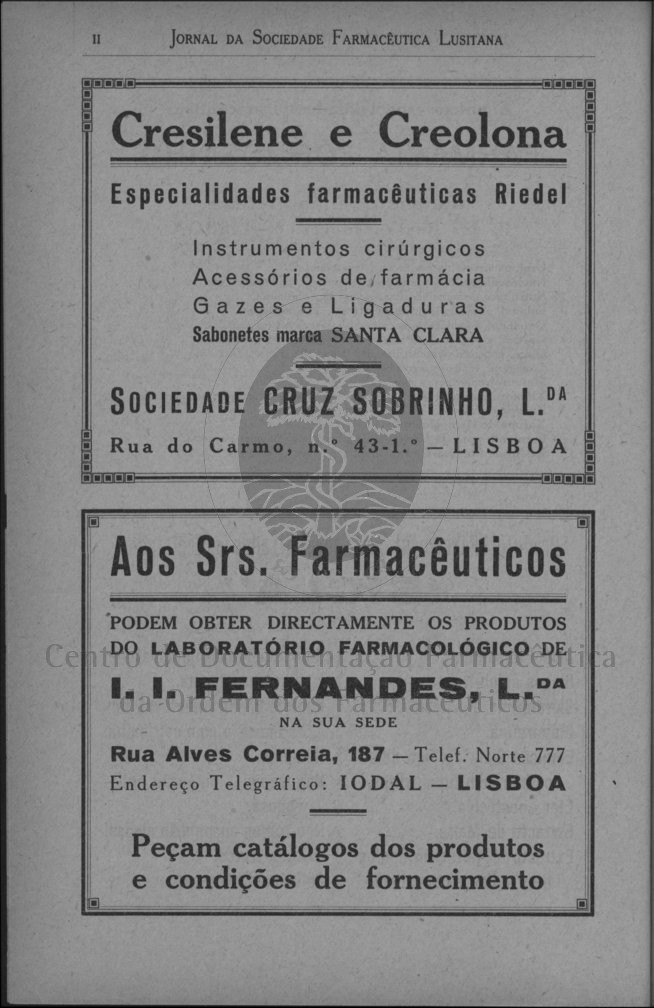 II JORNAL DA SOCIEDADE FARMACÊUTICA LUSITANA
Cresilene e Creolona
Especialidades farmacêuticas Riedel
Instrumentos cirúrgicos
Acessórios de farmácia
Gazes e Ligaduras
Sabonetes marca SANTA CLARA
SOCIEDADE CRUZ SOBRINHO, L.DA
Rua do Carmo, n.º 43-1.º — LISBOA
Aos Srs. Farmacêuticos
PODEM OBTER DIRECTAMENTE OS PRODUTOS
DO LABORATÓRIO FARMACOLÓGICO DE
Centro de Documentação Farmacêutica
I. I. FERNANDES, L.DA
da Ordem dos Farmacêuticos
NA SUA SEDE
Rua Alves Correia, 187 — Telef. Norte 777
Endereço Telegráfico: IODAL — LISBOA
Peçam catálogos dos produtos
e condições de fornecimento